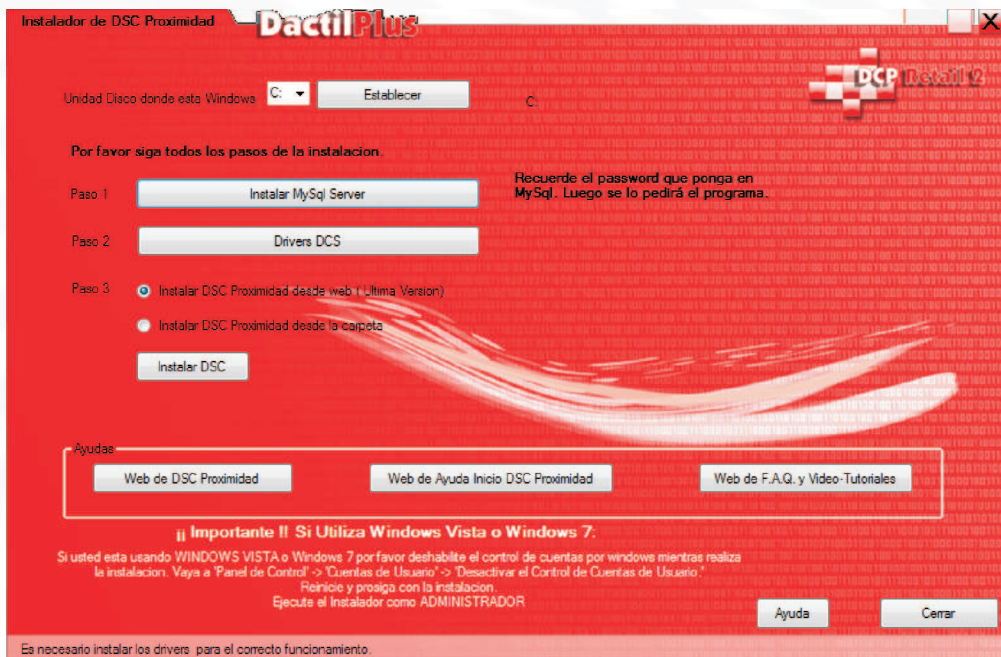 Instalador de DSC Proximidad
DactilPlus
X
DCP Detail 2
Unidad Disco donde esta Windows
C:
Establecer
C:
Por favor siga todos los pasos de la instalacion.
Recuerde el password que ponga en
MySql. Luego se lo pedirá el programa.
Paso 1
Instalar MySql Server
Paso 2
Drivers DCS
Paso 3
Instalar DSC Proximidad desde web ( Ultima Version)
Instalar DSC Proximidad desde la carpeta
Instalar DSC
Ayudas
Web de DSC Proximidad
Web de Ayuda Inicio DSC Proximidad
Web de F.A.Q. y Video-Tutoriales
¡¡ Importante !! Si Utiliza Windows Vista o Windows 7:
Si usted esta usando WINDOWS VISTA o Windows 7 por favor deshabilite el control de cuentas por windows mientras realiza
la instalacion. Vaya a 'Panel de Control' -> 'Cuentas de Usuario' -> 'Desactivar el Control de Cuentas de Usuario.'
Reinicie y prosiga con la instalacion.
Ejecute el Instalador como ADMINISTRADOR
Ayuda
Cerrar
Es necesario instalar los drivers para el correcto funcionamiento.